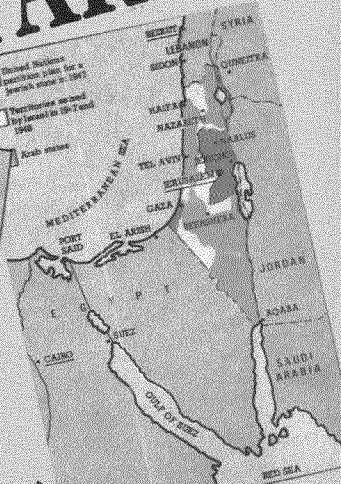 BEIRUT
SYRIA
LEBANON
SIDON
QUNEITRA
United Nations
partition plan for a
Jewish state in 1947
HAIFA
NAZARETH
Territories seized
by Israel in 1947 and
1948
NABLUS
Arab states
TEL AVIV
JERUSALEM
MEDITERRANEAN SEA
GAZA
BEERSHEBA
PORT
SAID
EL ARISH
JORDAN
EGYPT
AQABA
SUEZ
CAIRO
SAUDI
ARABIA
GULF OF SUEZ
RED SEA